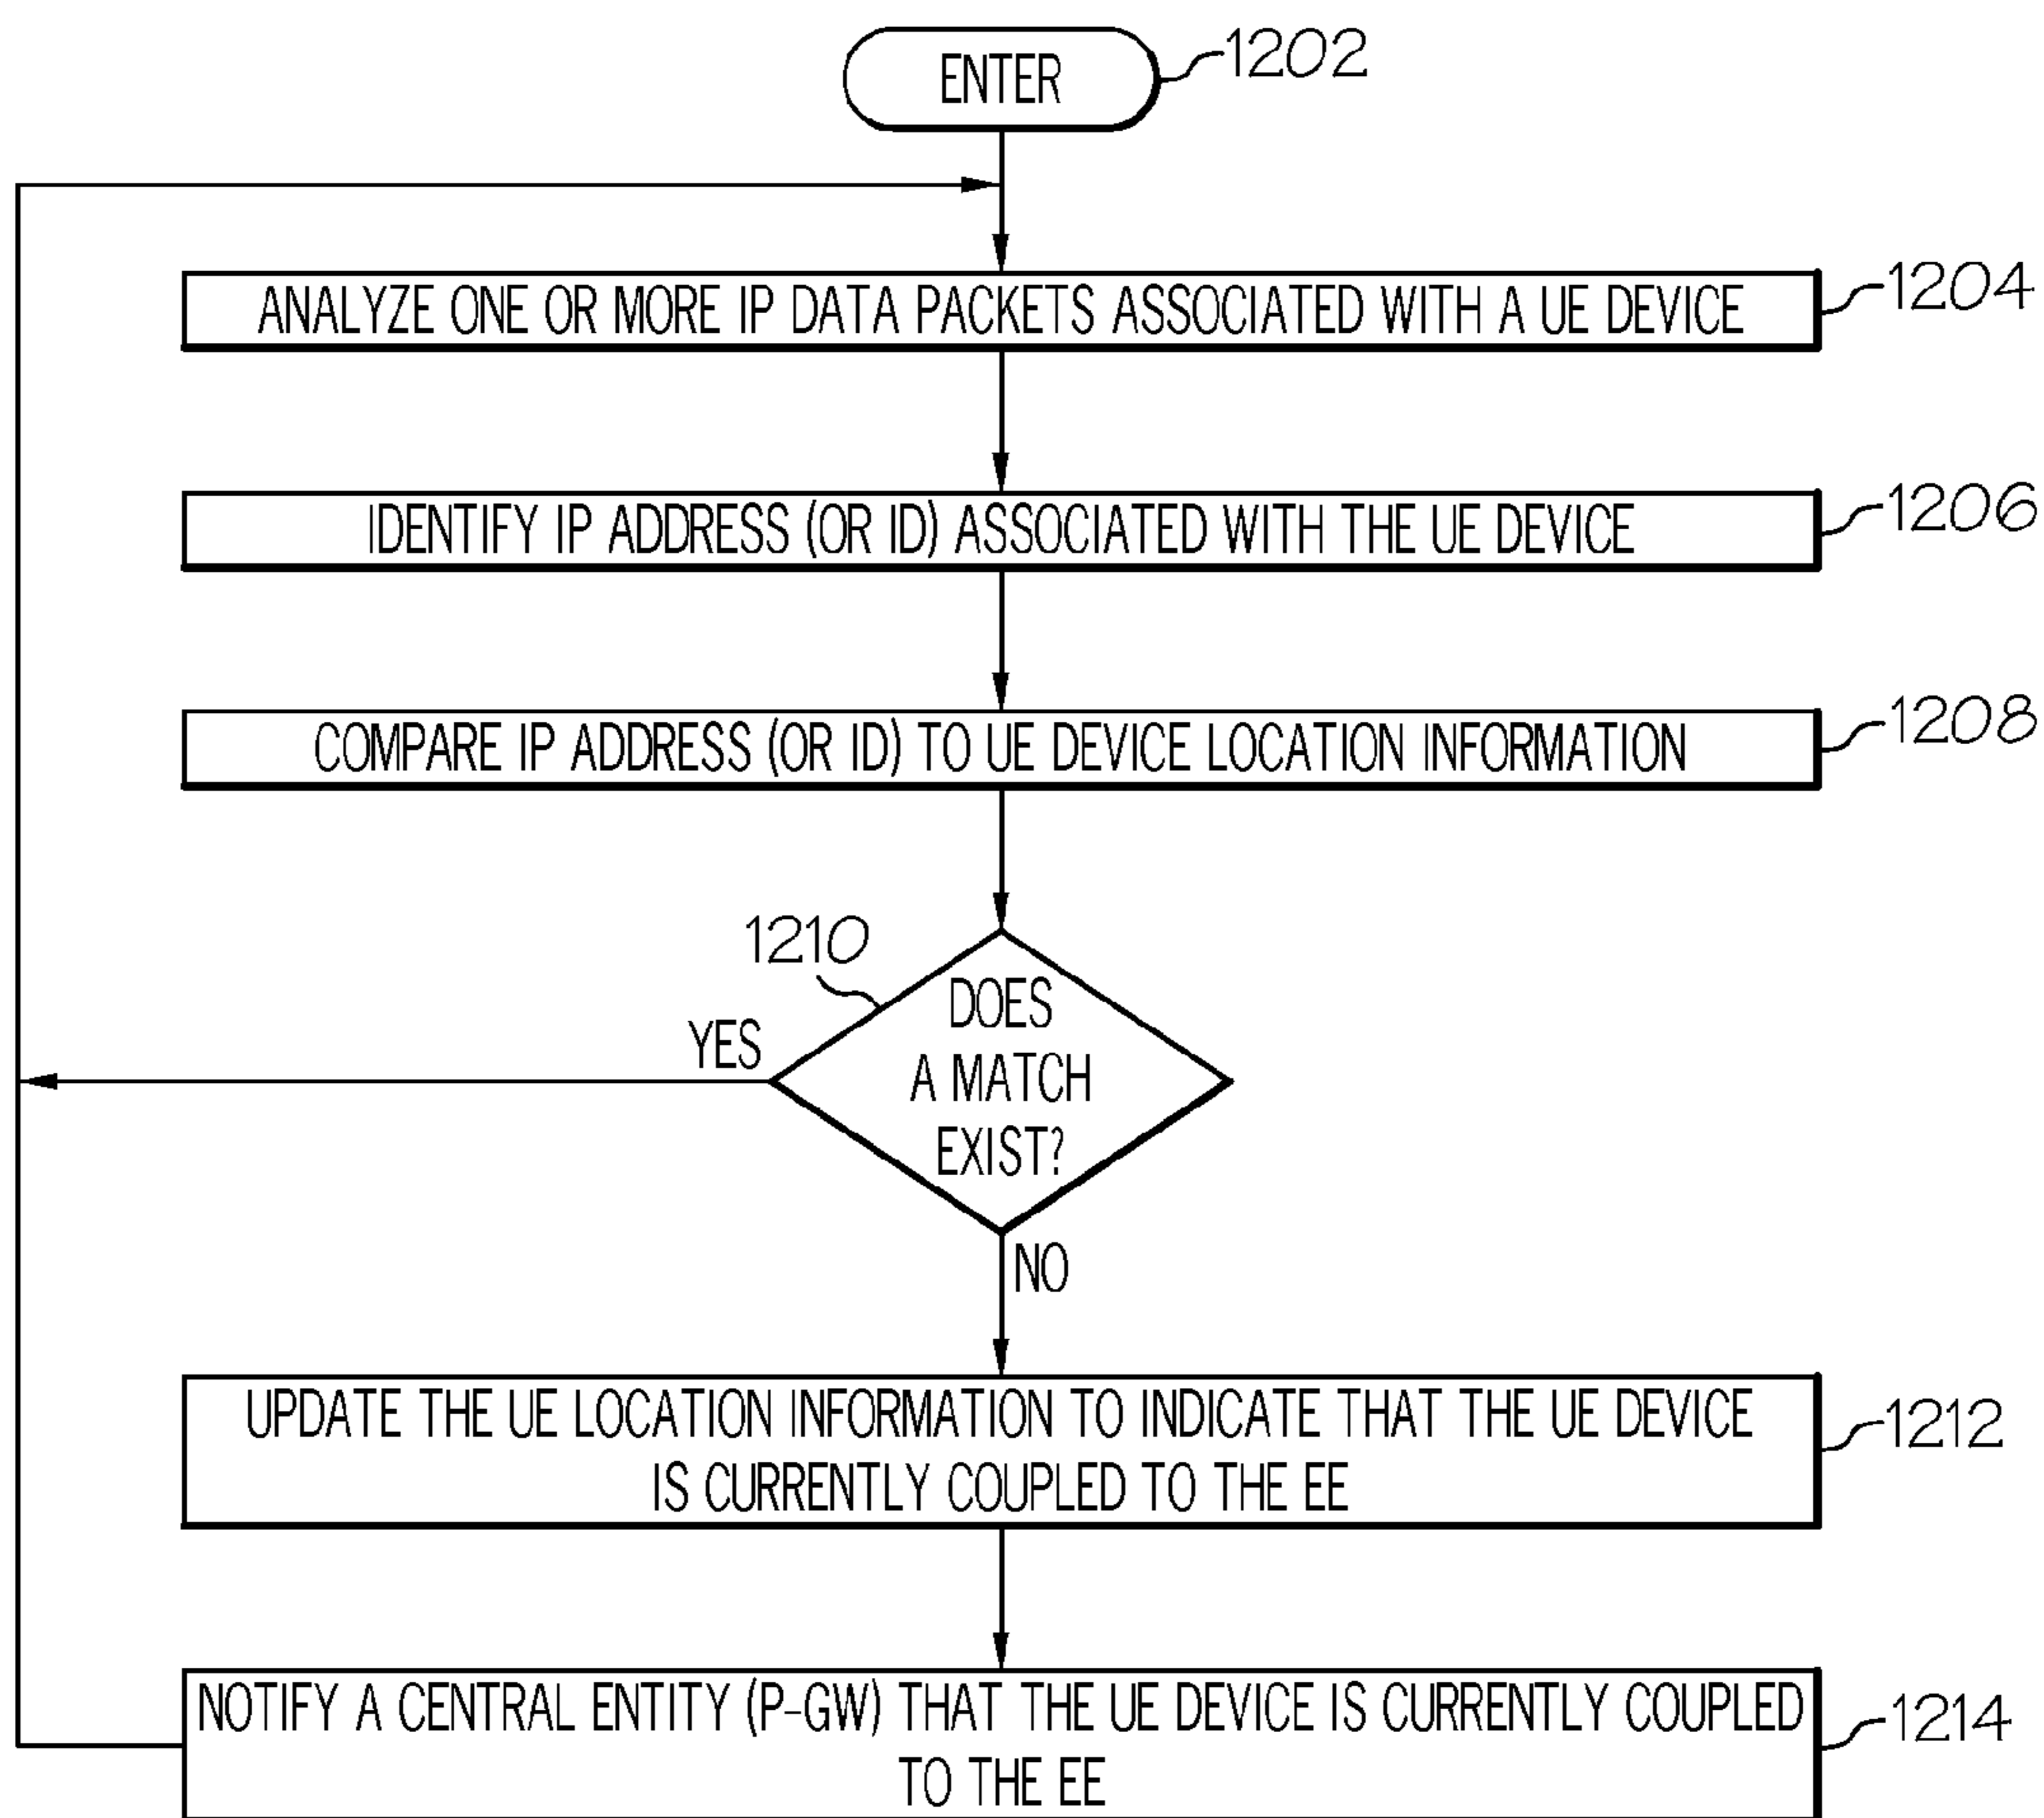 ENTER
1202
ANALYZE ONE OR MORE IP DATA PACKETS ASSOCIATED WITH A UE DEVICE
1204
IDENTIFY IP ADDRESS (OR ID) ASSOCIATED WITH THE UE DEVICE
1206
COMPARE IP ADDRESS (OR ID) TO UE DEVICE LOCATION INFORMATION
1208
1210
DOES
A MATCH
EXIST?
YES
NO
UPDATE THE UE LOCATION INFORMATION TO INDICATE THAT THE UE DEVICE
IS CURRENTLY COUPLED TO THE EE
1212
NOTIFY A CENTRAL ENTITY (P-GW) THAT THE UE DEVICE IS CURRENTLY COUPLED
TO THE EE
1214